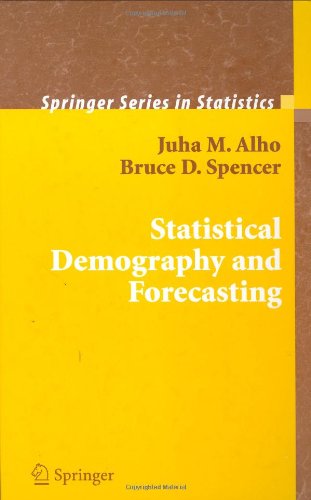 Springer Series in Statistics
Juha M. Alho
Bruce D. Spencer
Statistical
Demography and
Forecasting
Springer